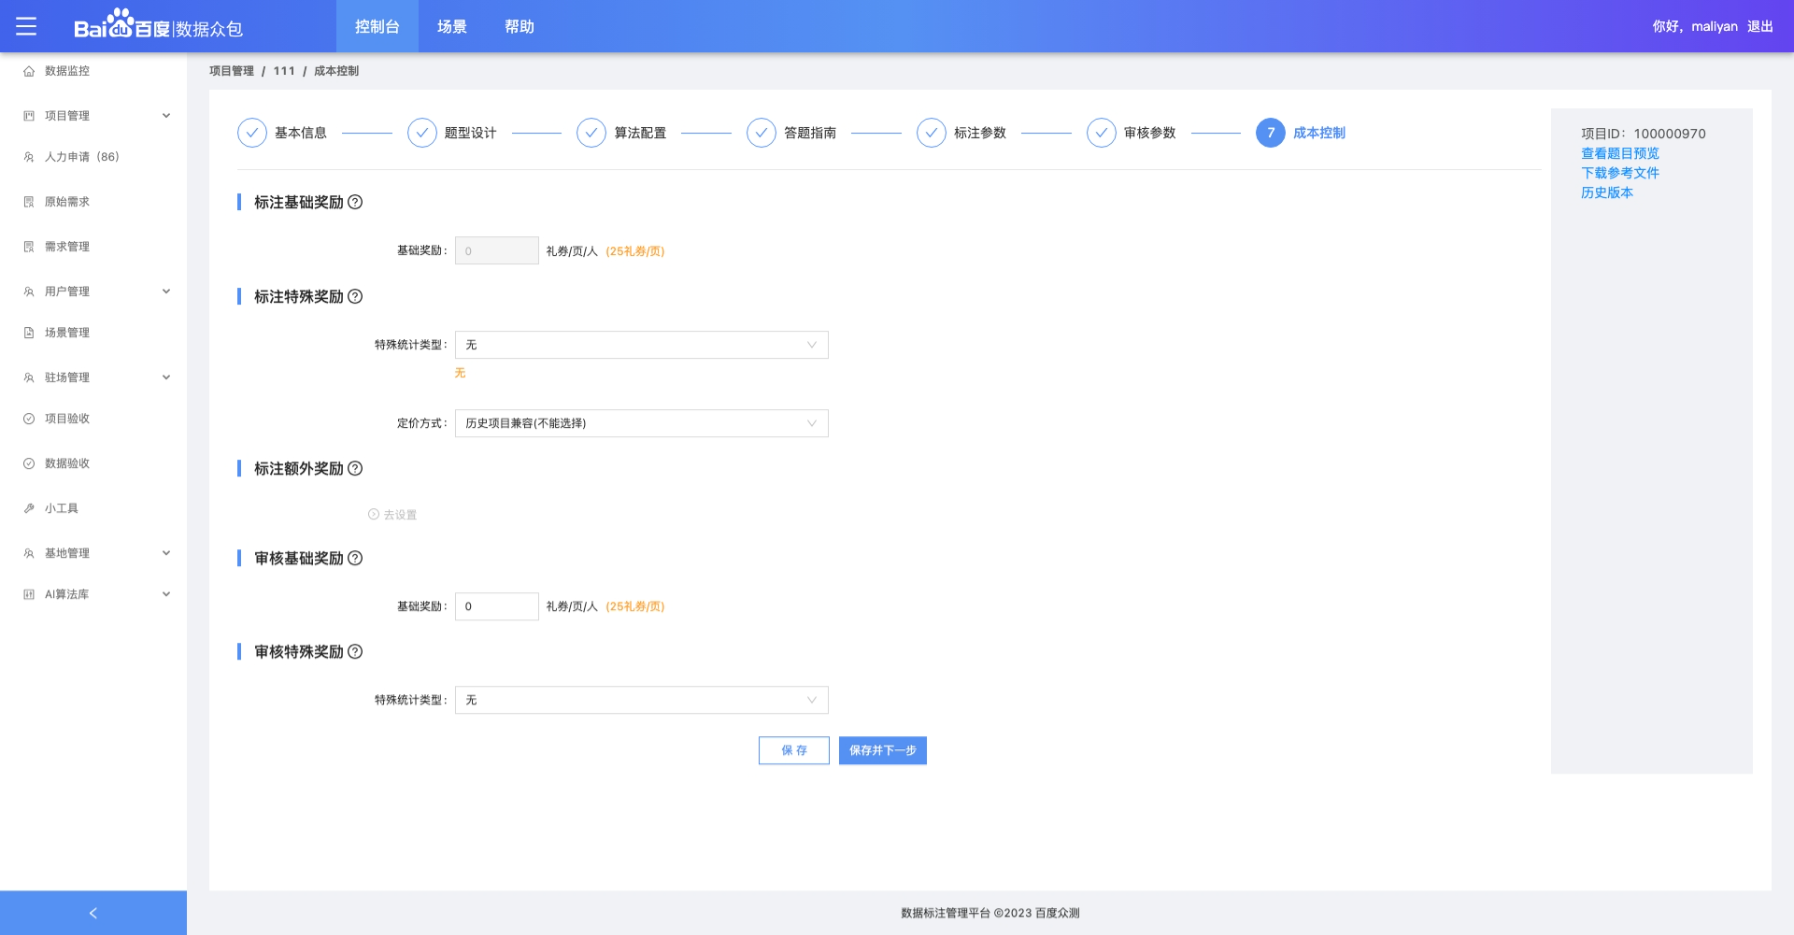 Baidu百度|数据众包
控制台
场景
帮助
你好，maliyan 退出
数据监控
项目管理
人力申请（86）
原始需求
需求管理
用户管理
场景管理
驻场管理
项目验收
数据验收
小工具
基地管理
AI算法库
项目管理 / 111 / 成本控制
基本信息
题型设计
算法配置
答题指南
标注参数
审核参数
7 成本控制
项目ID：100000970
查看题目预览
下载参考文件
历史版本
标注基础奖励
基础奖励： 0 礼券/页/人 (25礼券/页)
标注特殊奖励
特殊统计类型： 无
无
定价方式： 历史项目兼容(不能选择)
标注额外奖励
去设置
审核基础奖励
基础奖励： 0 礼券/页/人 (25礼券/页)
审核特殊奖励
特殊统计类型： 无
保 存
保存并下一步
数据标注管理平台 ©2023 百度众测